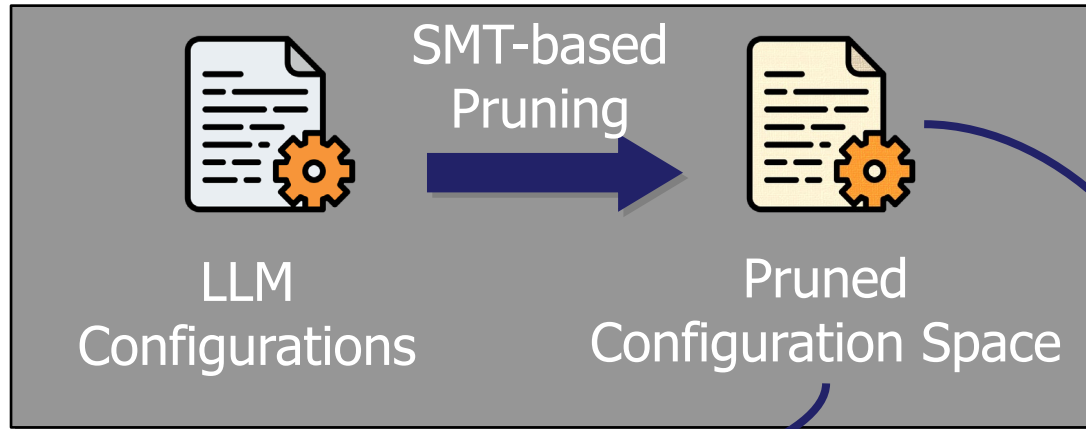 SMT-based
Pruning
LLM
Configurations
Pruned
Configuration Space